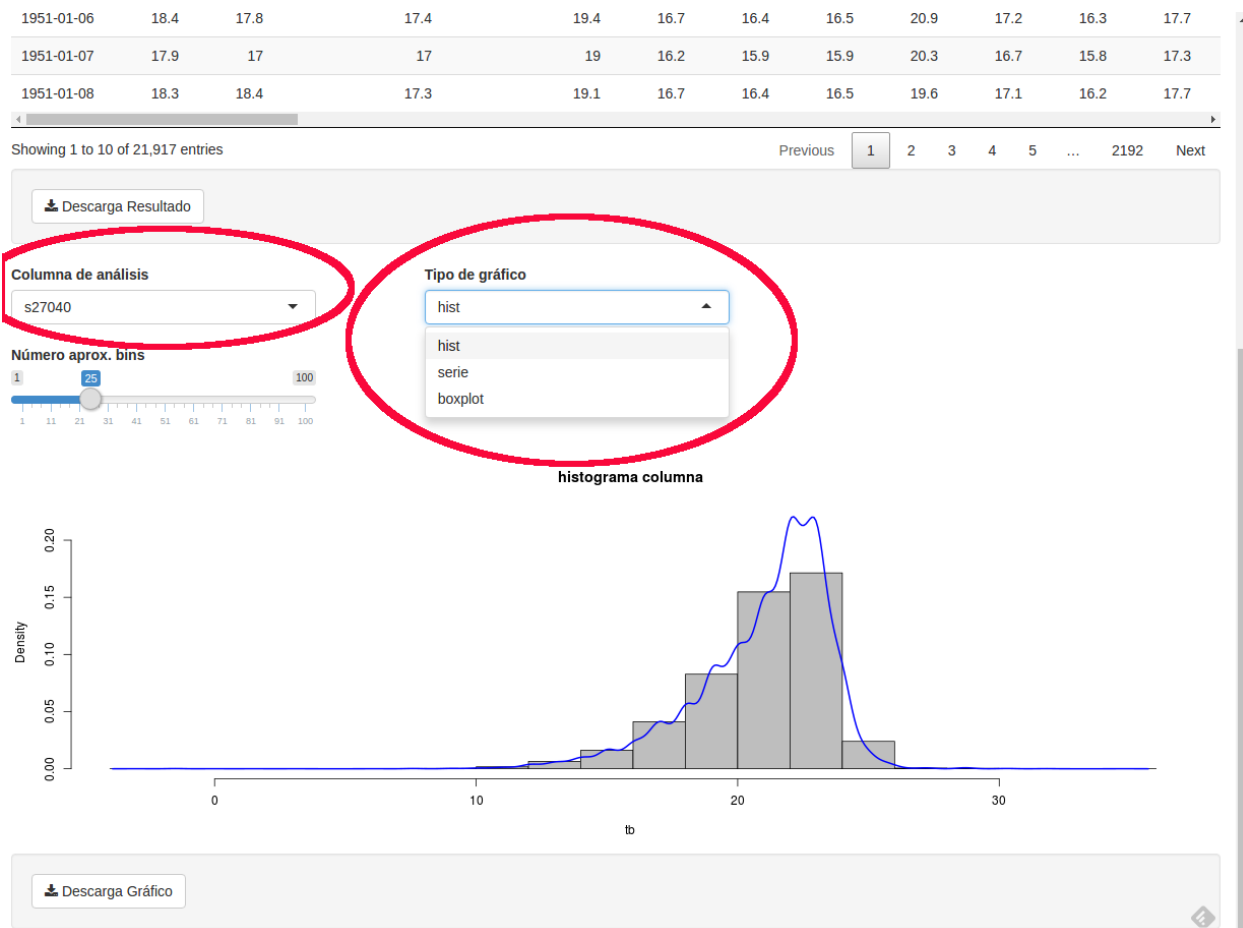 1951-01-06 18.4 17.8 17.4 19.4 16.7 16.4 16.5 20.9 17.2 16.3 17.7
1951-01-07 17.9 17 17 19 16.2 15.9 15.9 20.3 16.7 15.8 17.3
1951-01-08 18.3 18.4 17.3 19.1 16.7 16.4 16.5 19.6 17.1 16.2 17.7
Showing 1 to 10 of 21,917 entries
Previous 1 2 3 4 5 … 2192 Next
Descarga Resultado
Columna de análisis
s27040
Número aprox. bins
1 25 100
1 11 21 31 41 51 61 71 81 91 100
Tipo de gráfico
hist
hist
serie
boxplot
histograma columna
Density
0.20
0.15
0.10
0.05
0.00
0 10 20 30
tb
Descarga Gráfico